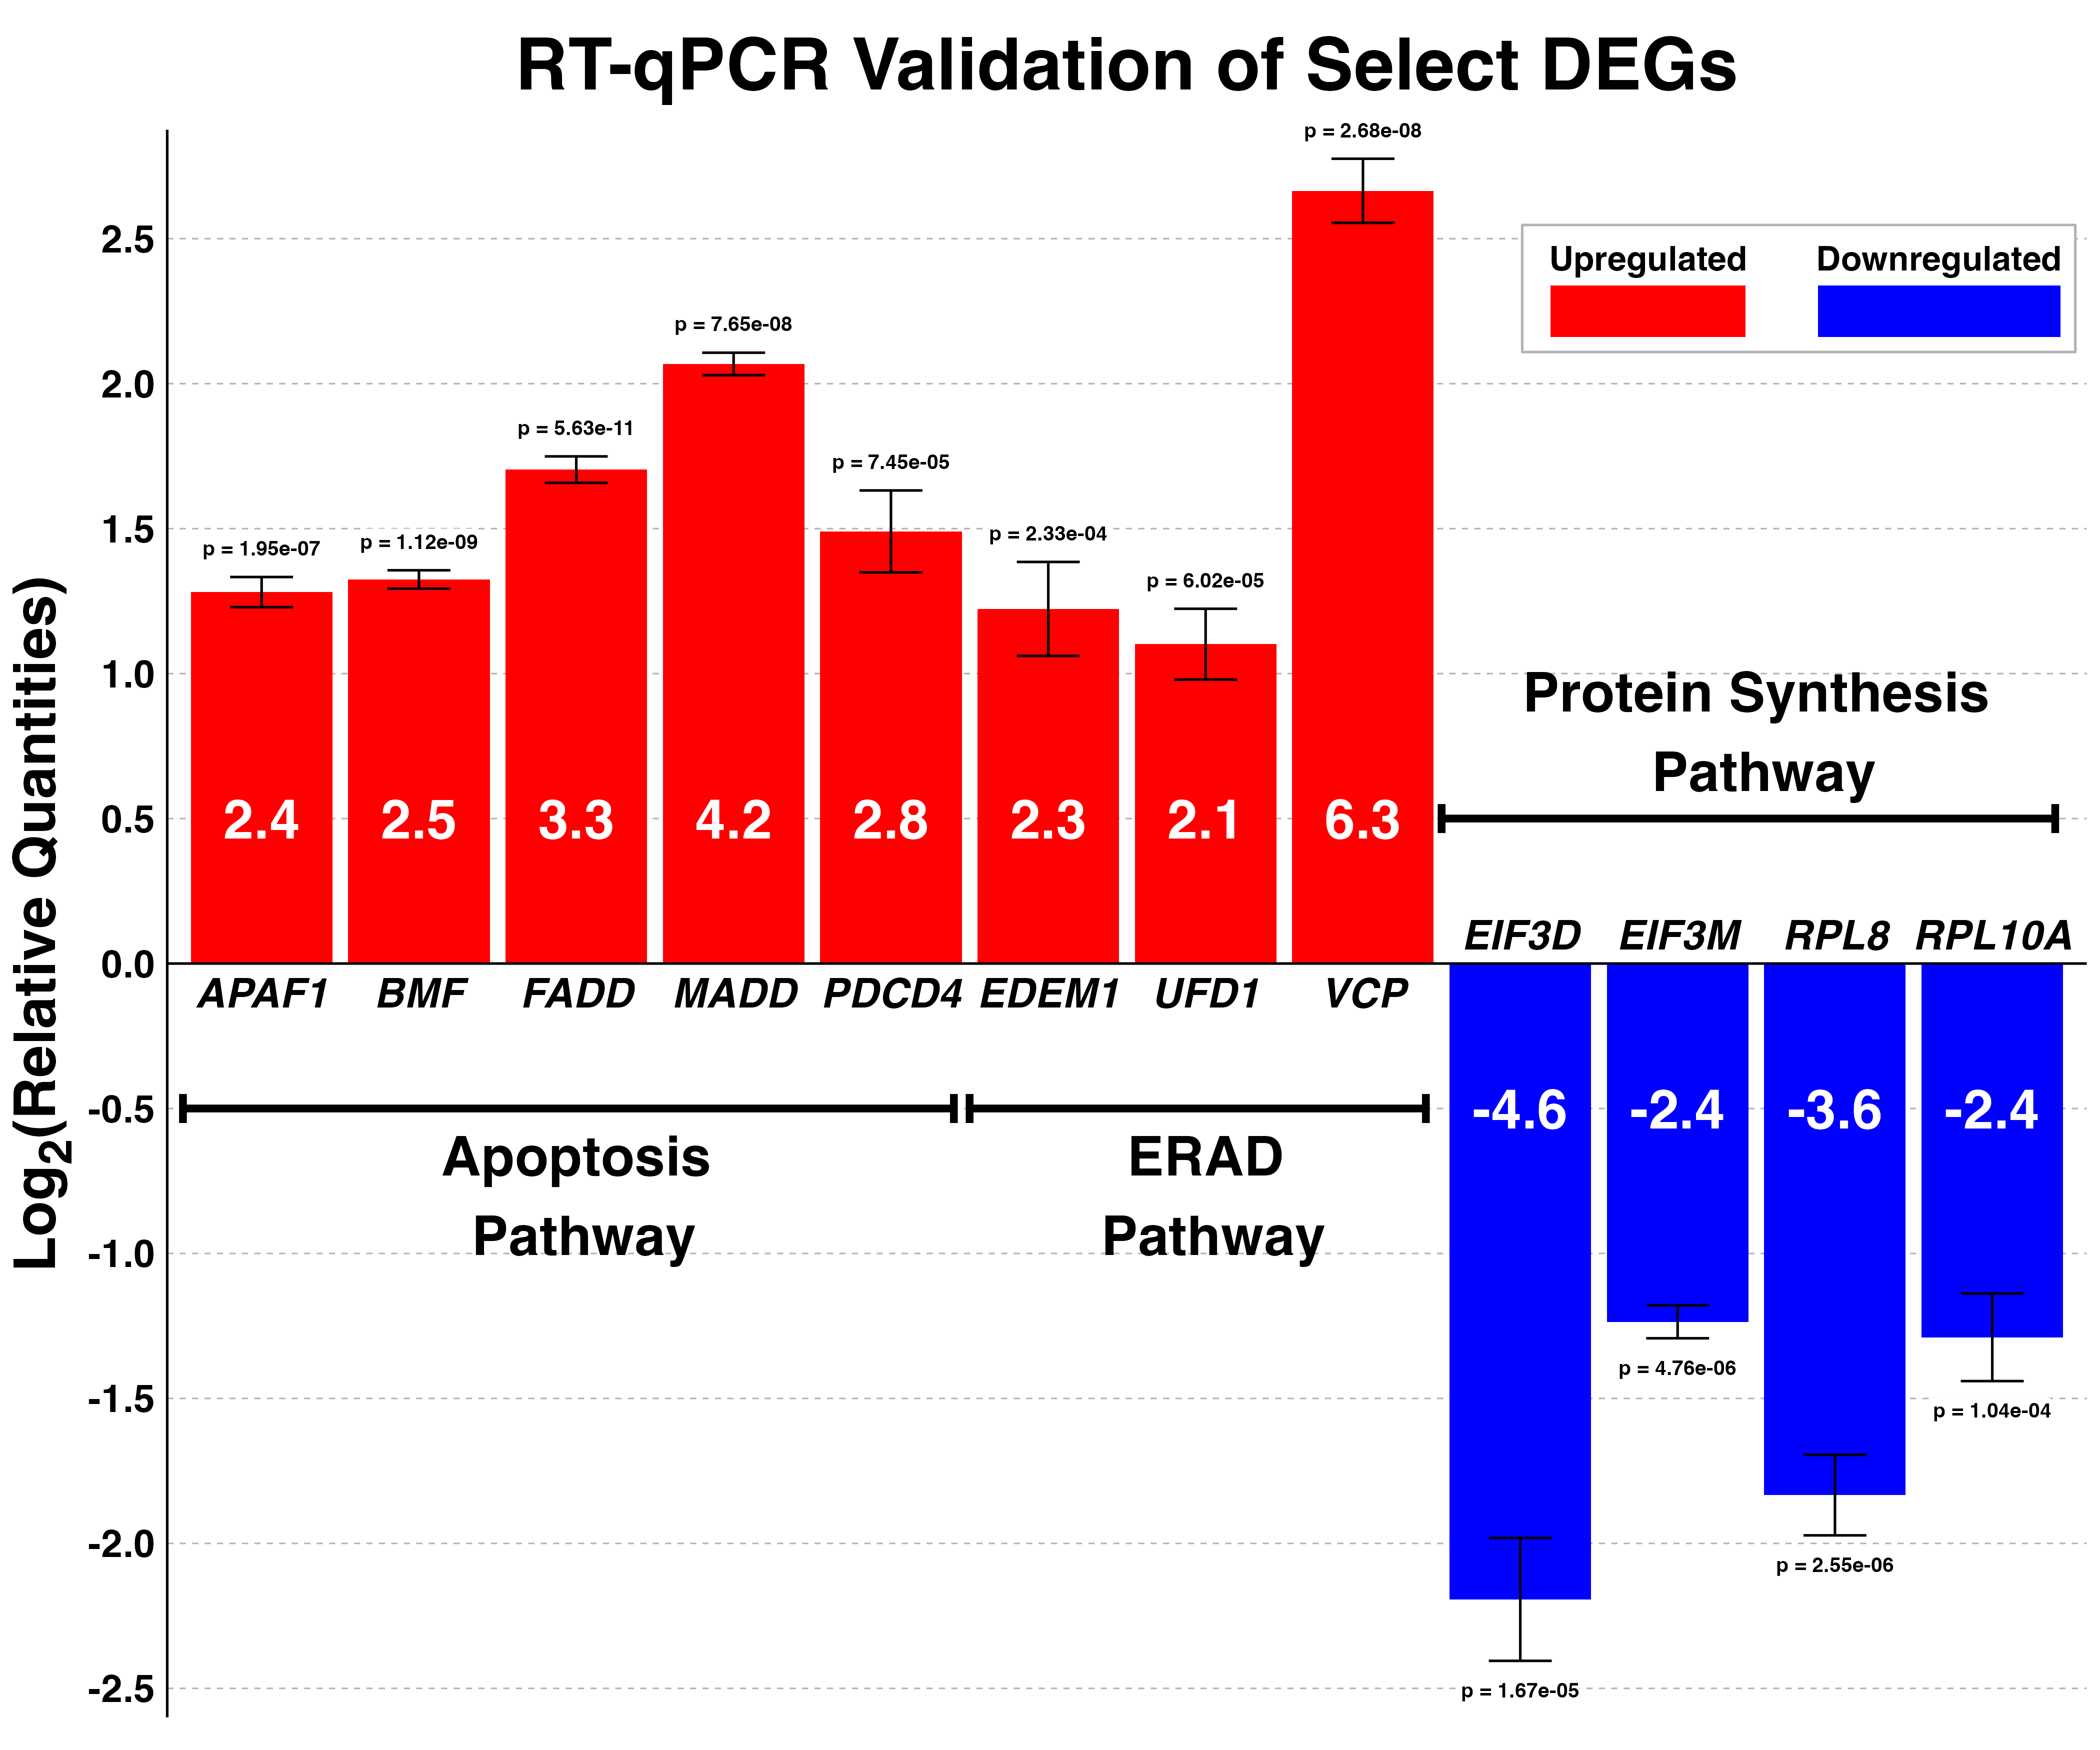 RT-qPCR Validation of Select DEGs
Log2(Relative Quantities)
2.5
2.0
1.5
1.0
0.5
0.0
-0.5
-1.0
-1.5
-2.0
-2.5
Upregulated Downregulated
p = 1.95e-07
p = 1.12e-09
p = 5.63e-11
p = 7.65e-08
p = 7.45e-05
p = 2.33e-04
p = 6.02e-05
p = 2.68e-08
2.4 2.5 3.3 4.2 2.8 2.3 2.1 6.3
Protein Synthesis
Pathway
EIF3D EIF3M RPL8 RPL10A
APAF1 BMF FADD MADD PDCD4 EDEM1 UFD1 VCP
-4.6 -2.4 -3.6 -2.4
Apoptosis
Pathway
ERAD
Pathway
p = 1.67e-05
p = 4.76e-06
p = 2.55e-06
p = 1.04e-04